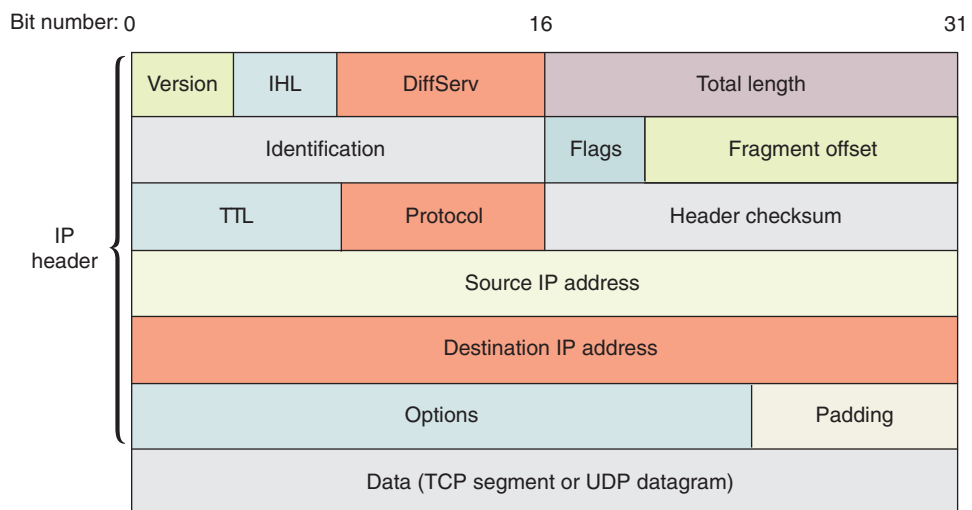 Bit number: 0 16 31
Version IHL DiffServ Total length
Identification Flags Fragment offset
TTL Protocol Header checksum
IP
header
Source IP address
Destination IP address
Options Padding
Data (TCP segment or UDP datagram)